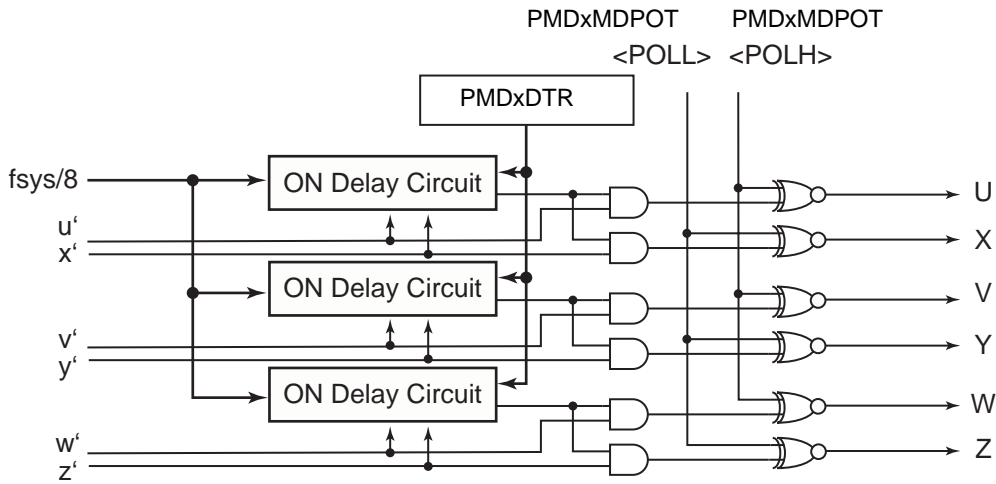 PMDxMDPOT PMDxMDPOT
<POLL> <POLH>
PMDxDTR
fsys/8
ON Delay Circuit
U
u‘
x‘
X
ON Delay Circuit
V
v‘
y‘
Y
ON Delay Circuit
W
w‘
z‘
Z